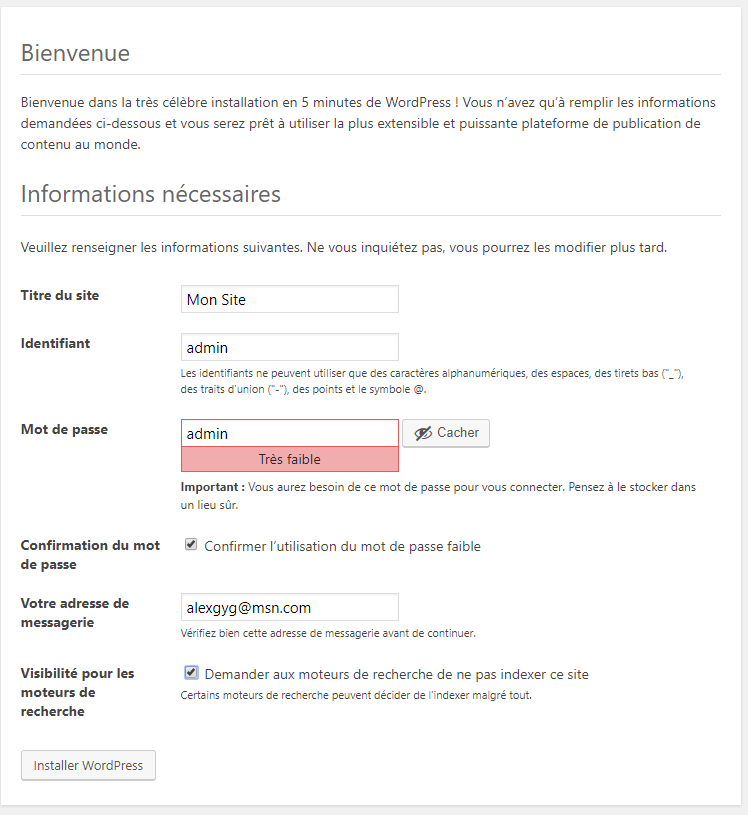 Bienvenue
Bienvenue dans la très célèbre installation en 5 minutes de WordPress ! Vous n’avez qu’à remplir les informations
demandées ci-dessous et vous serez prêt à utiliser la plus extensible et puissante plateforme de publication de
contenu au monde.
Informations nécessaires
Veuillez renseigner les informations suivantes. Ne vous inquiétez pas, vous pourrez les modifier plus tard.
Titre du site
Mon Site
Identifiant
admin
Les identifiants ne peuvent utiliser que des caractères alphanumériques, des espaces, des tirets bas ("_"),
des traits d’union ("-"), des points et le symbole @.
Mot de passe
admin
Cacher
Très faible
Important : Vous aurez besoin de ce mot de passe pour vous connecter. Pensez à le stocker dans
un lieu sûr.
Confirmation du mot
de passe
Confirmer l’utilisation du mot de passe faible
Votre adresse de
messagerie
alexgyg@msn.com
Vérifiez bien cette adresse de messagerie avant de continuer.
Visibilité pour les
moteurs de
recherche
Demander aux moteurs de recherche de ne pas indexer ce site
Certains moteurs de recherche peuvent décider de l’indexer malgré tout.
Installer WordPress